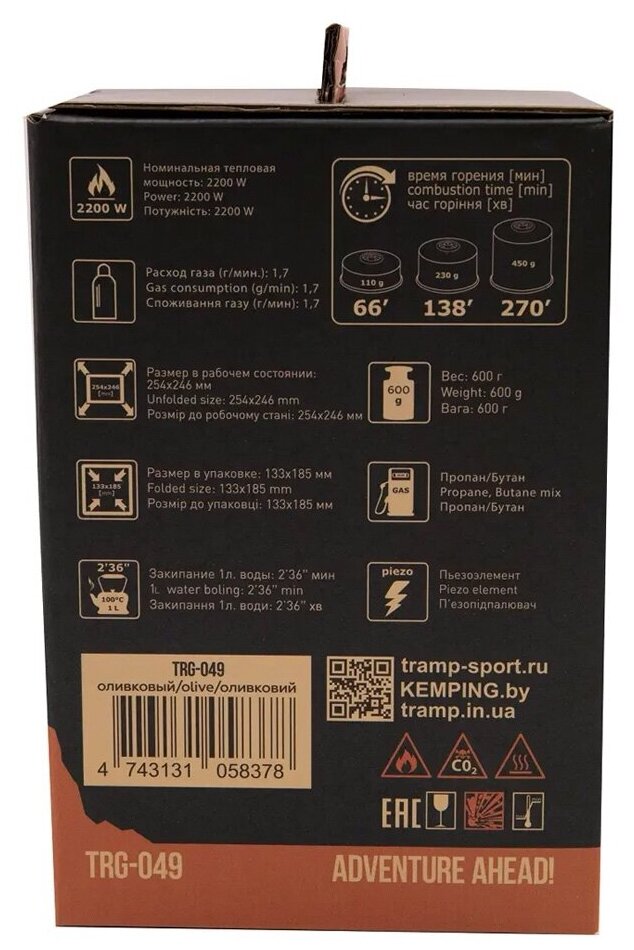 2200 W
Номинальная тепловая
мощность: 2200 W
Power: 2200 W
Потужність: 2200 W
время горения [мин]
combustion time [min]
час горіння [хв]
110 g
230 g
450 g
66’ 138’ 270’
Расход газа (г/мин.): 1,7
Gas consumption (g/min): 1,7
Споживання газу (г/мин): 1,7
254x246
[mm]
Размер в рабочем состоянии:
254x246 мм
Unfolded size: 254x246 mm
Розмір до робочому стані: 254x246 мм
600
g
Вес: 600 г
Weight: 600 g
Вага: 600 г
133x185
[mm]
Размер в упаковке: 133x185 мм
Folded size: 133x185 mm
Розмір до упаковці: 133x185 мм
GAS
Пропан/Бутан
Propane, Butane mix
Пропан/Бутан
2’36”
100°C
1 L
Закипание 1л. воды: 2’36” мин
1L water boling: 2’36” min
Закипання 1л. води: 2’36” хв
piezo
Пьезоэлемент
Piezo element
П’єзопідпалювач
TRG-049
оливковый/olive/оливковий
4 743131 058378
tramp-sport.ru
KEMPING.by
tramp.in.ua
CO2
EAC
TRG-049
ADVENTURE AHEAD!